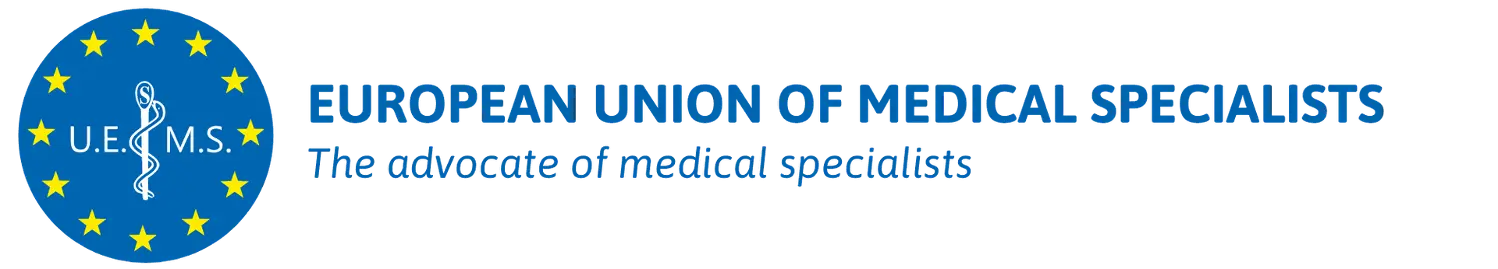 U.E. M.S.
S
EUROPEAN UNION OF MEDICAL SPECIALISTS
The advocate of medical specialists